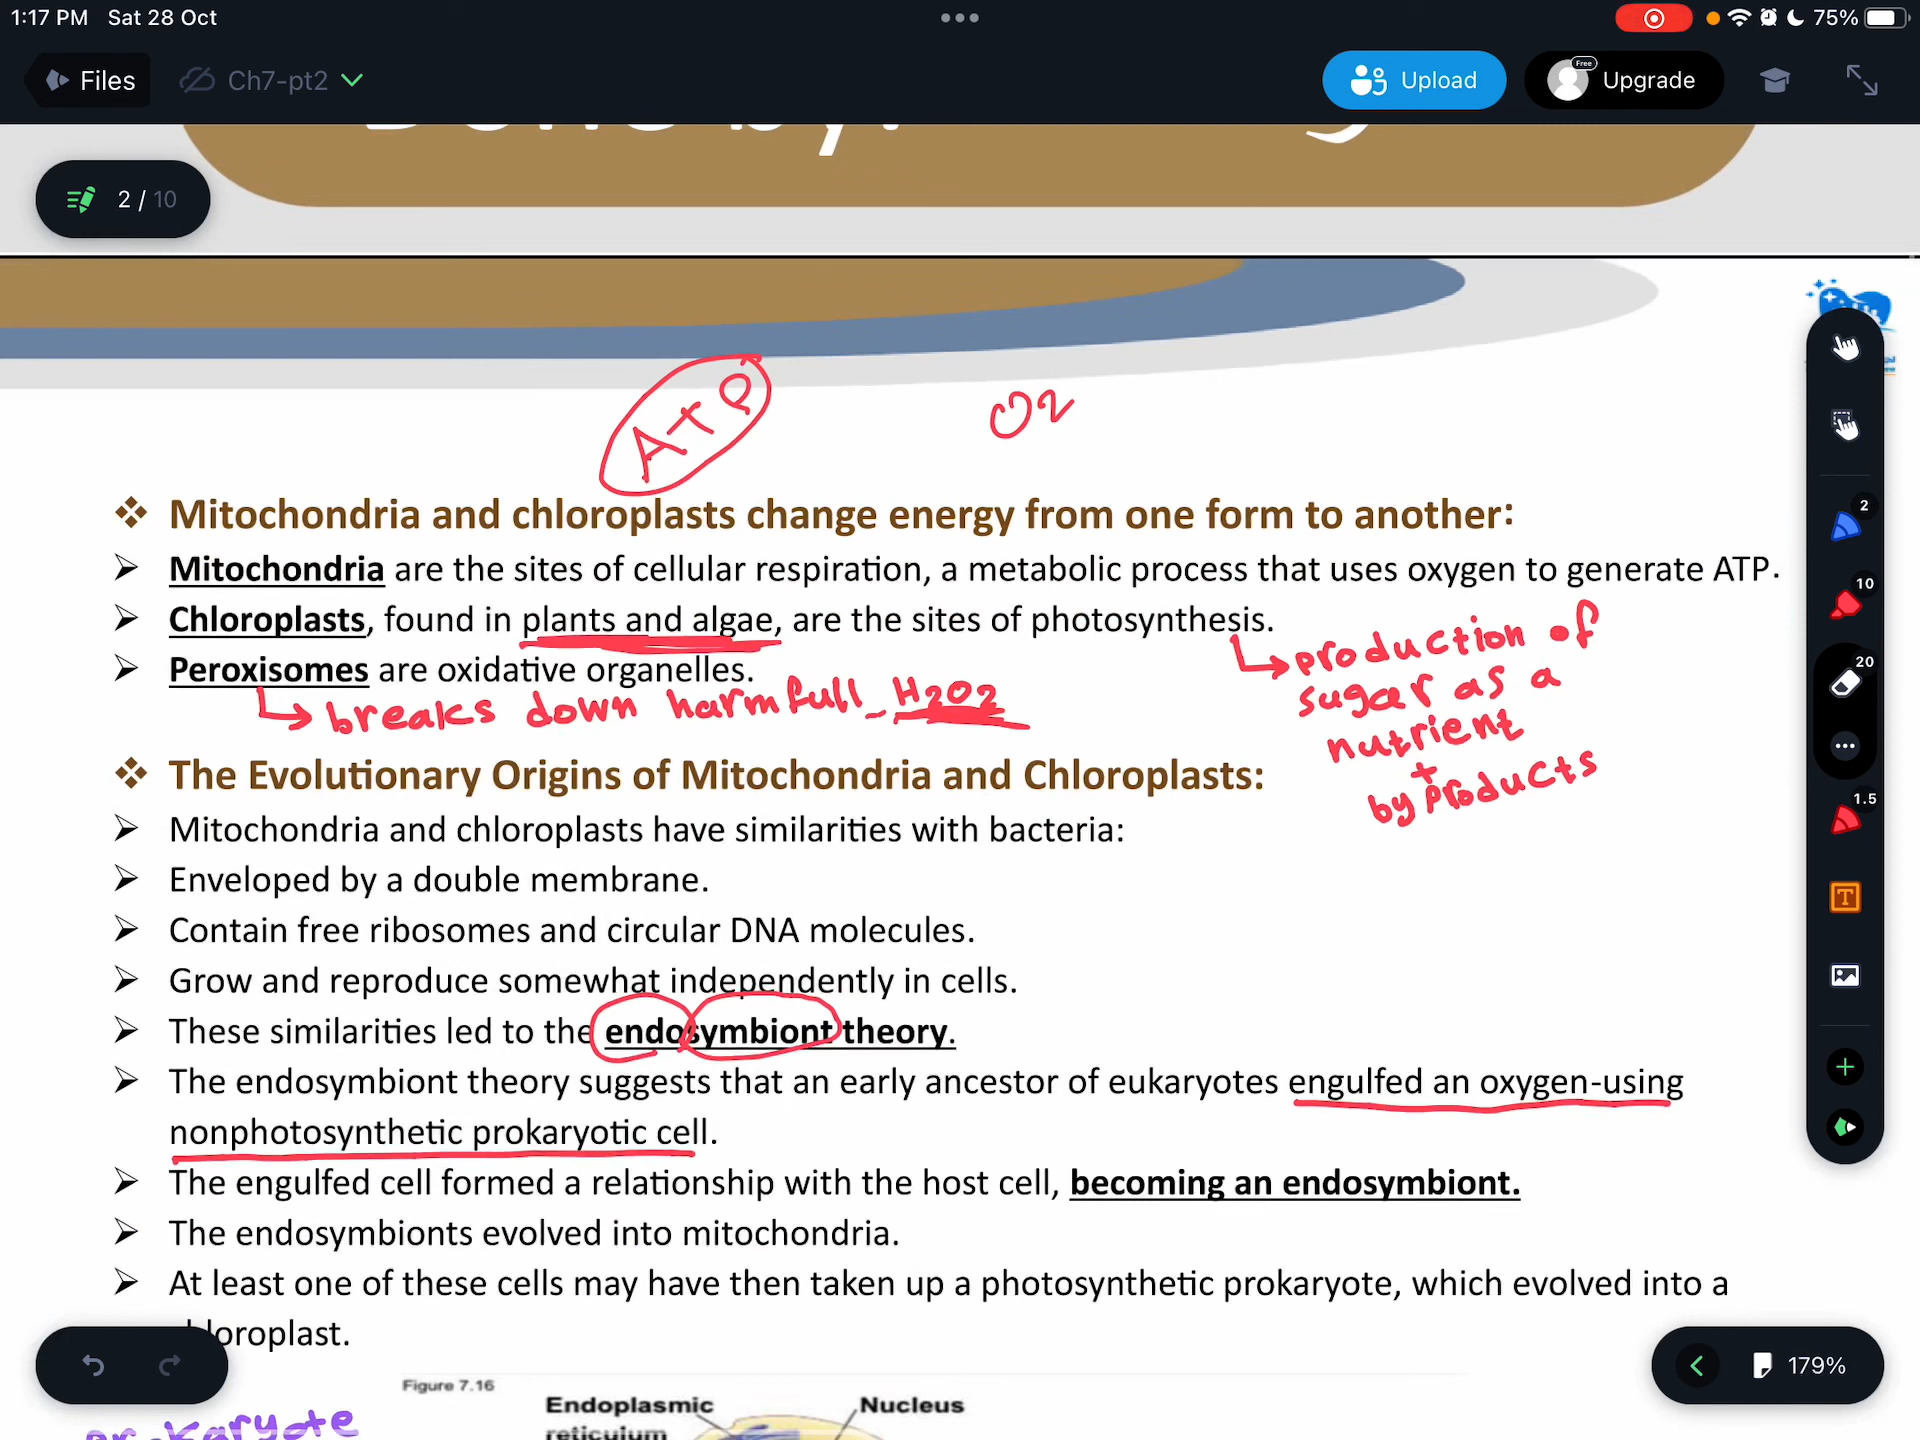 1:17 PM Sat 28 Oct
75%
Files
Ch7-pt2
Upload
Free
Upgrade
2 / 10
ATP
O2
❖ Mitochondria and chloroplasts change energy from one form to another:
➢ Mitochondria are the sites of cellular respiration, a metabolic process that uses oxygen to generate ATP.
➢ Chloroplasts, found in plants and algae, are the sites of photosynthesis.
production of
sugar as a
nutrient
+
by products
➢ Peroxisomes are oxidative organelles.
breaks down harmfull H2O2
❖ The Evolutionary Origins of Mitochondria and Chloroplasts:
➢ Mitochondria and chloroplasts have similarities with bacteria:
➢ Enveloped by a double membrane.
➢ Contain free ribosomes and circular DNA molecules.
➢ Grow and reproduce somewhat independently in cells.
➢ These similarities led to the endosymbiont theory.
➢ The endosymbiont theory suggests that an early ancestor of eukaryotes engulfed an oxygen-using
nonphotosynthetic prokaryotic cell.
➢ The engulfed cell formed a relationship with the host cell, becoming an endosymbiont.
➢ The endosymbionts evolved into mitochondria.
➢ At least one of these cells may have then taken up a photosynthetic prokaryote, which evolved into a
loroplast.
Figure 7.16
Endoplasmic
reticulum
Nucleus
prokaryote
2
10
20
1.5
T
179%